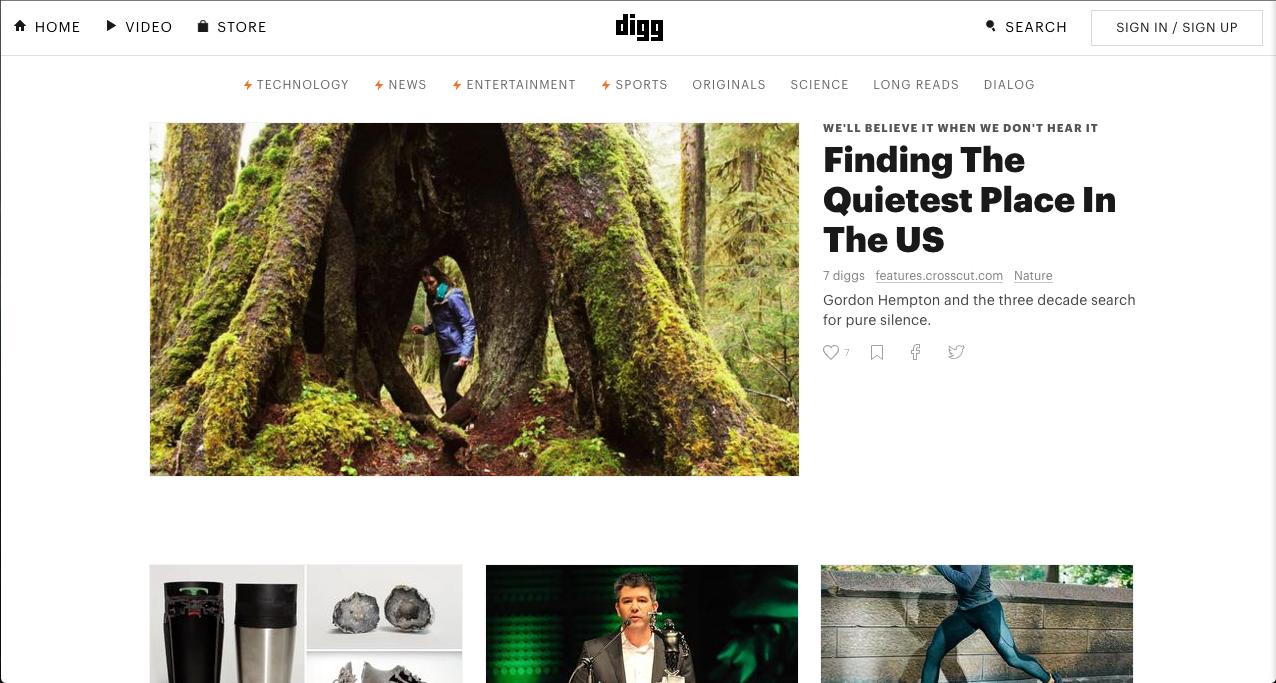 HOME VIDEO STORE digg SEARCH SIGN IN / SIGN UP
TECHNOLOGY NEWS ENTERTAINMENT SPORTS ORIGINALS SCIENCE LONG READS DIALOG
WE'LL BELIEVE IT WHEN WE DON'T HEAR IT
Finding The
Quietest Place In
The US
7 diggs features.crosscut.com Nature
Gordon Hempton and the three decade search
for pure silence.
7